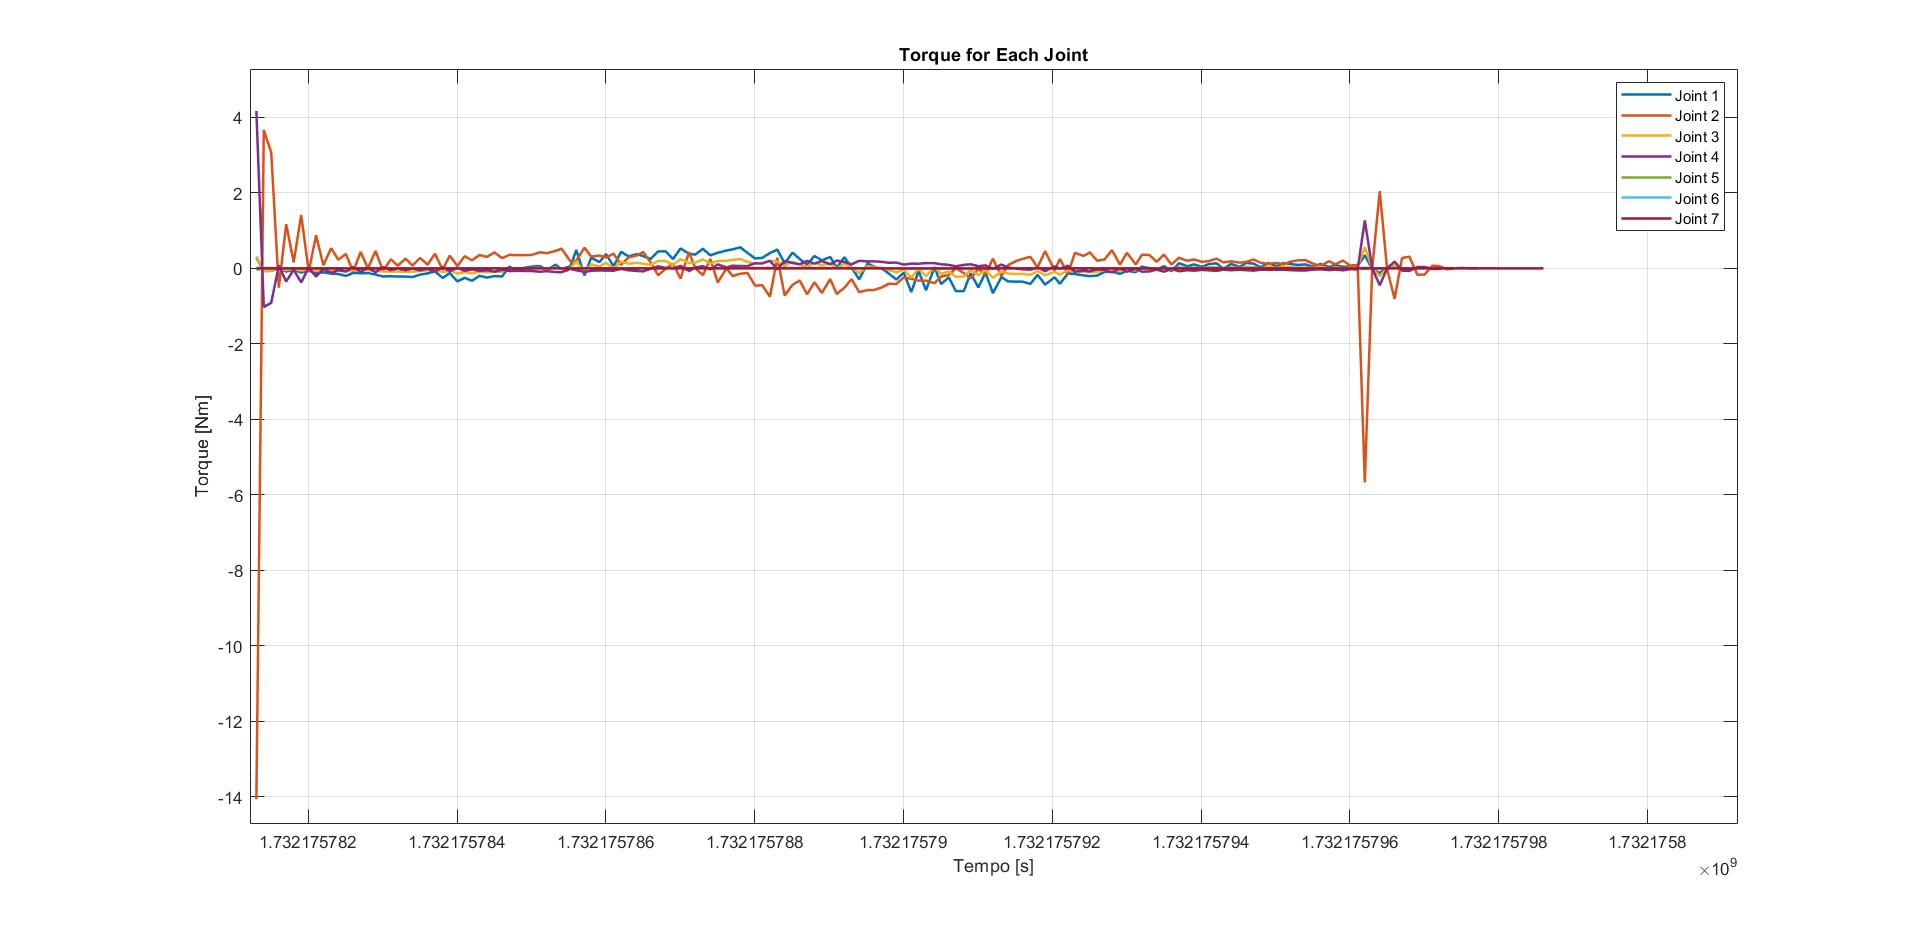 Torque for Each Joint
Joint 1
Joint 2
Joint 3
Joint 4
Joint 5
Joint 6
Joint 7
4
2
0
-2
-4
-6
-8
-10
-12
-14
Torque [Nm]
1.732175782 1.732175784 1.732175786 1.732175788 1.73217579 1.732175792 1.732175794 1.732175796 1.732175798 1.7321758
Tempo [s]
×10⁹